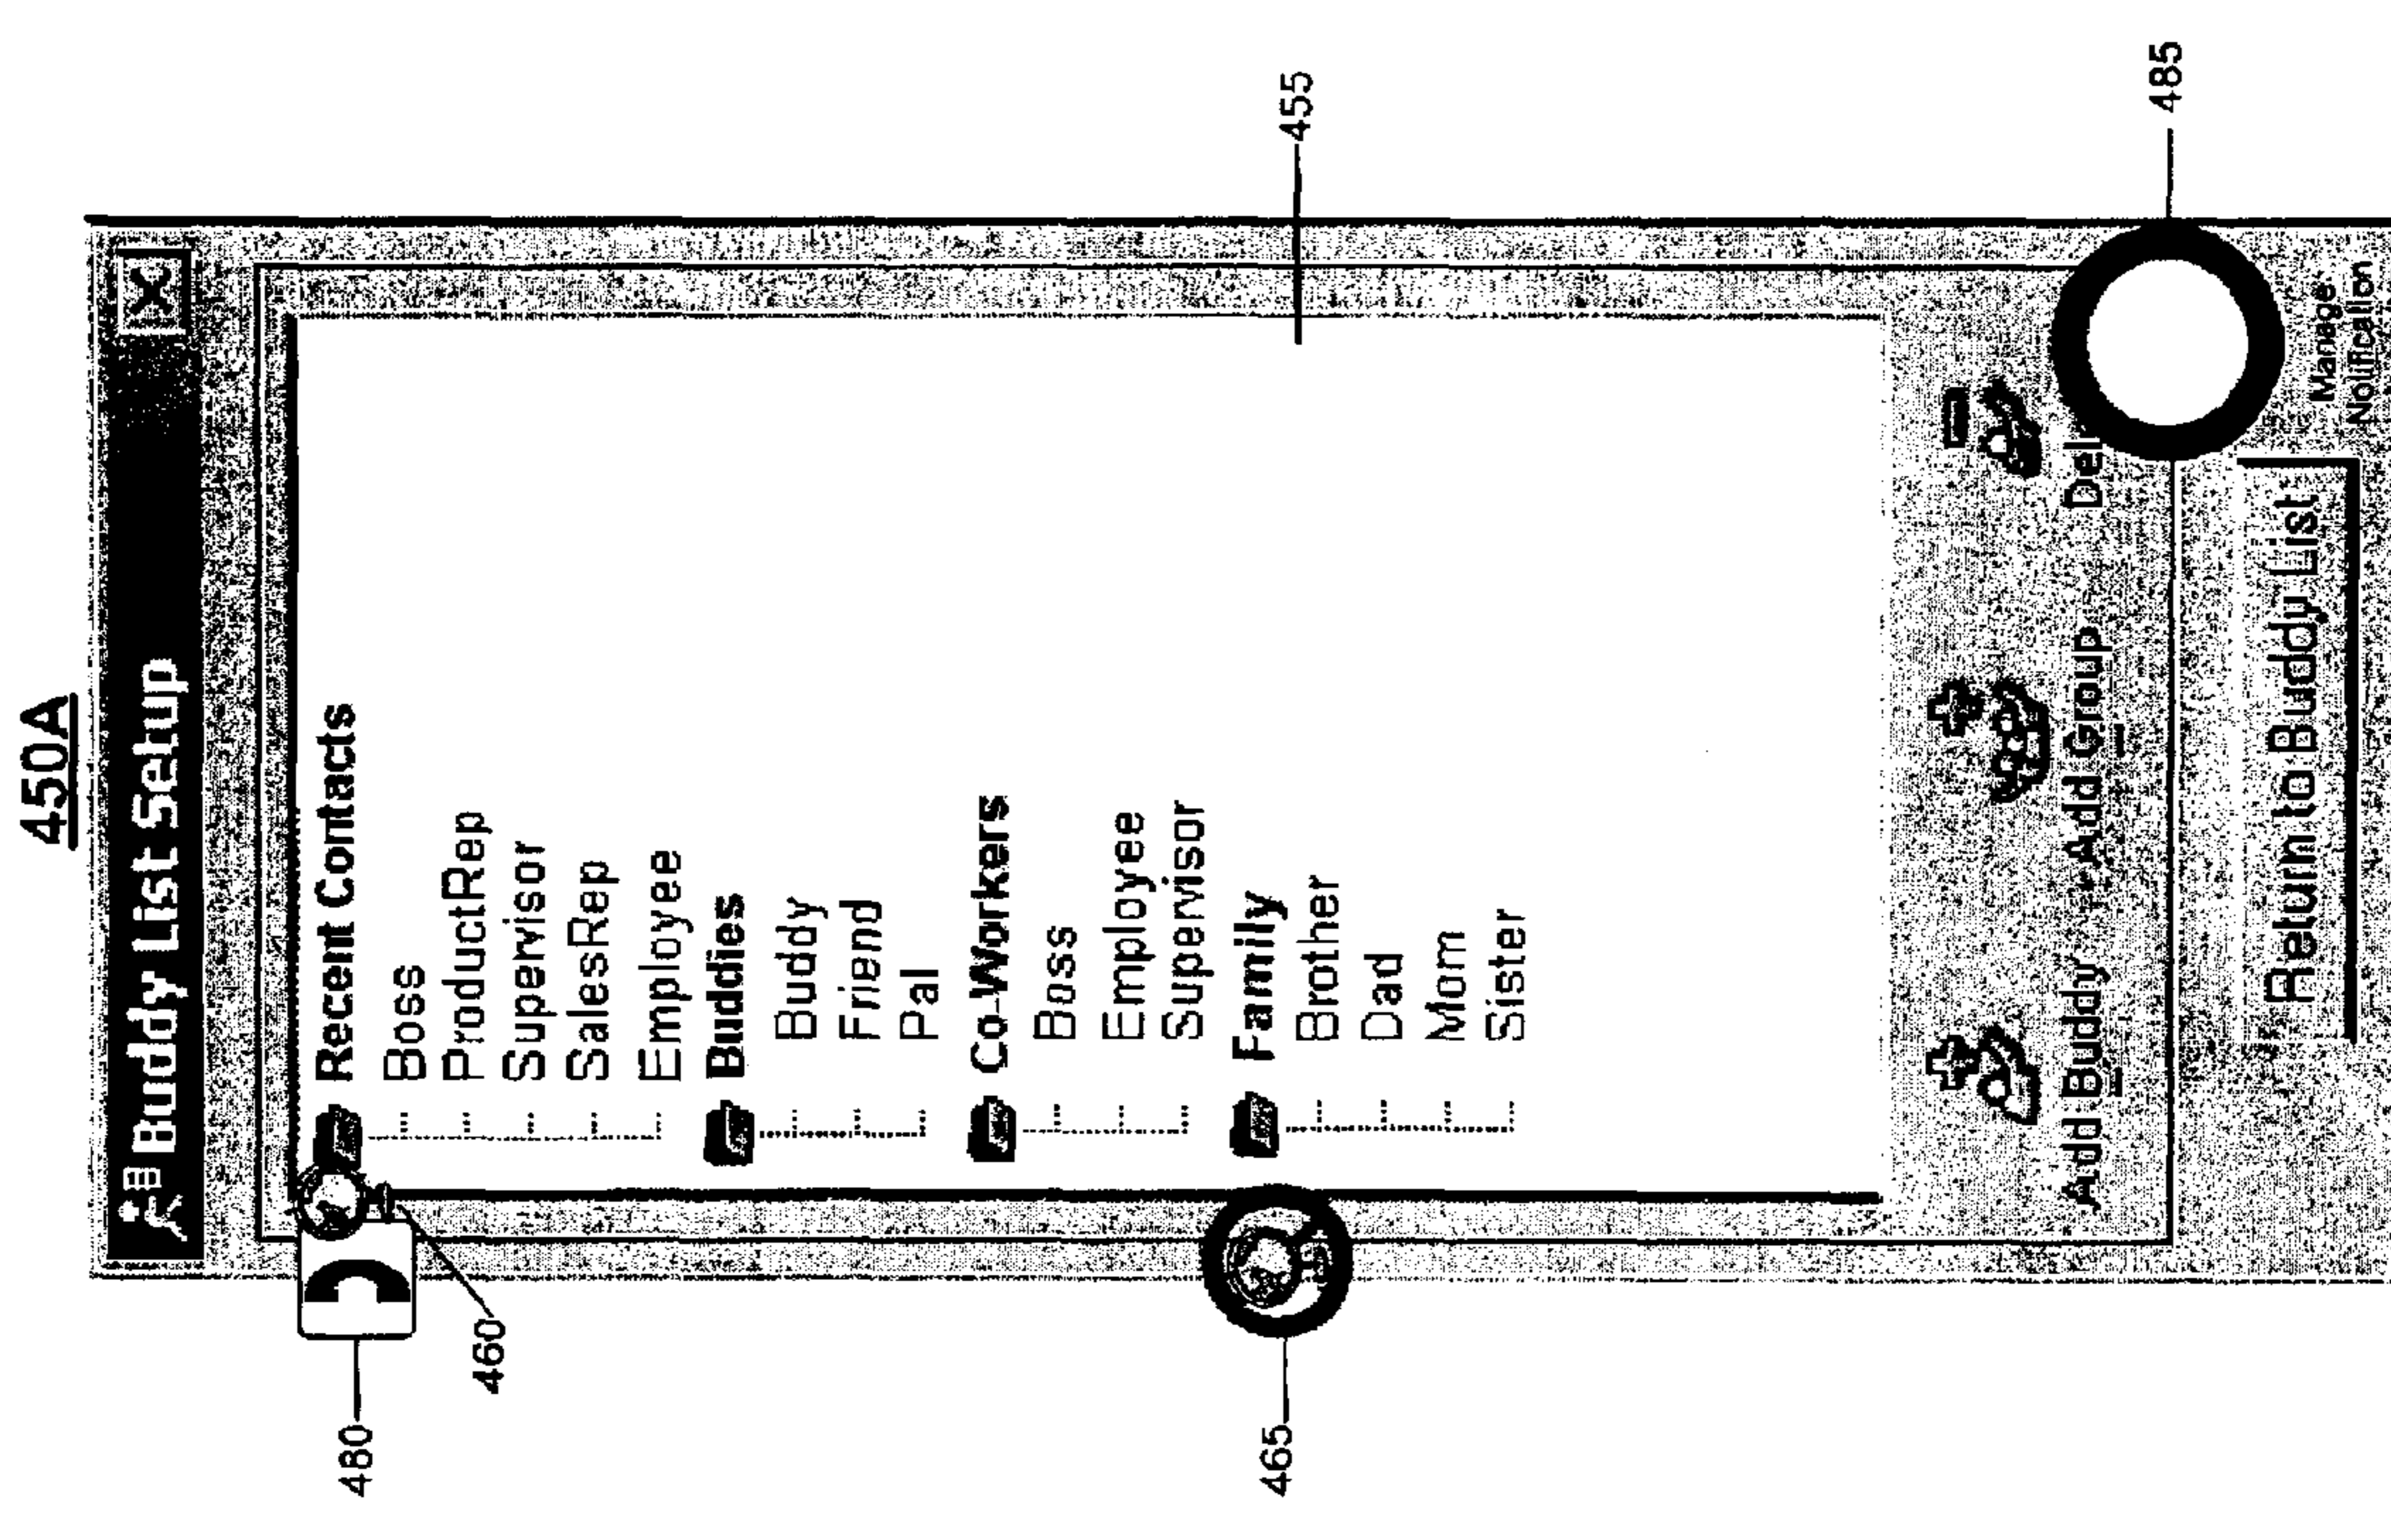 450A
Buddy List Setup
480
460
Recent Contacts
Boss
ProductRep
Supervisor
SalesRep
Employee
Buddies
Buddy
Friend
Pal
Co-Workers
Boss
Employee
Supervisor
465
Family
Brother
Dad
Mom
Sister
455
Add Buddy
Add Group
Del
485
Return to Buddy List
Manage
Notification